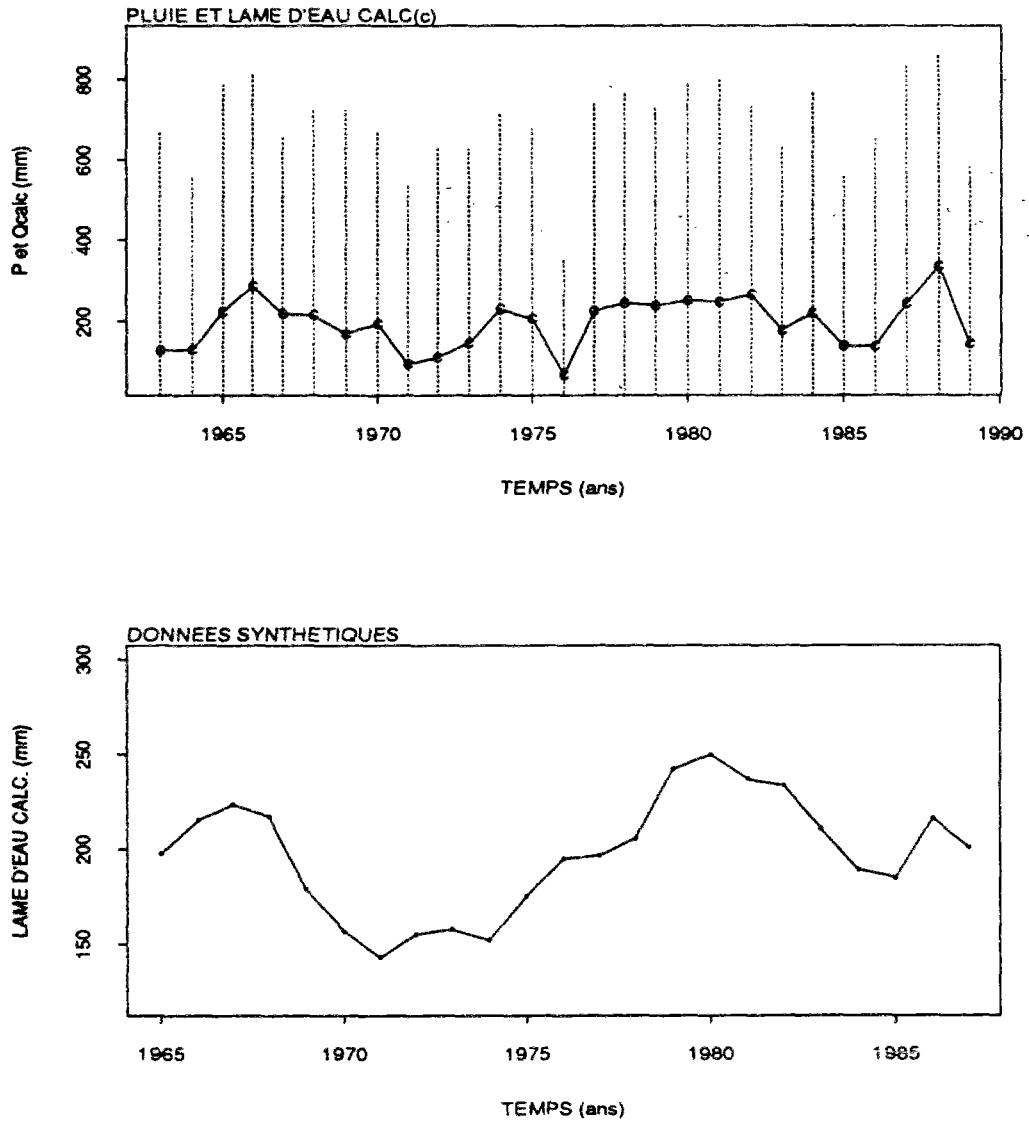 PLUIE ET LAME D'EAU CALC(c)
P et Qcalc (mm)
800
600
400
200
1965 1970 1975 1980 1985 1990
TEMPS (ans)
DONNEES SYNTHETIQUES
LAME D'EAU CALC. (mm)
300
250
200
150
1965 1970 1975 1980 1985
TEMPS (ans)